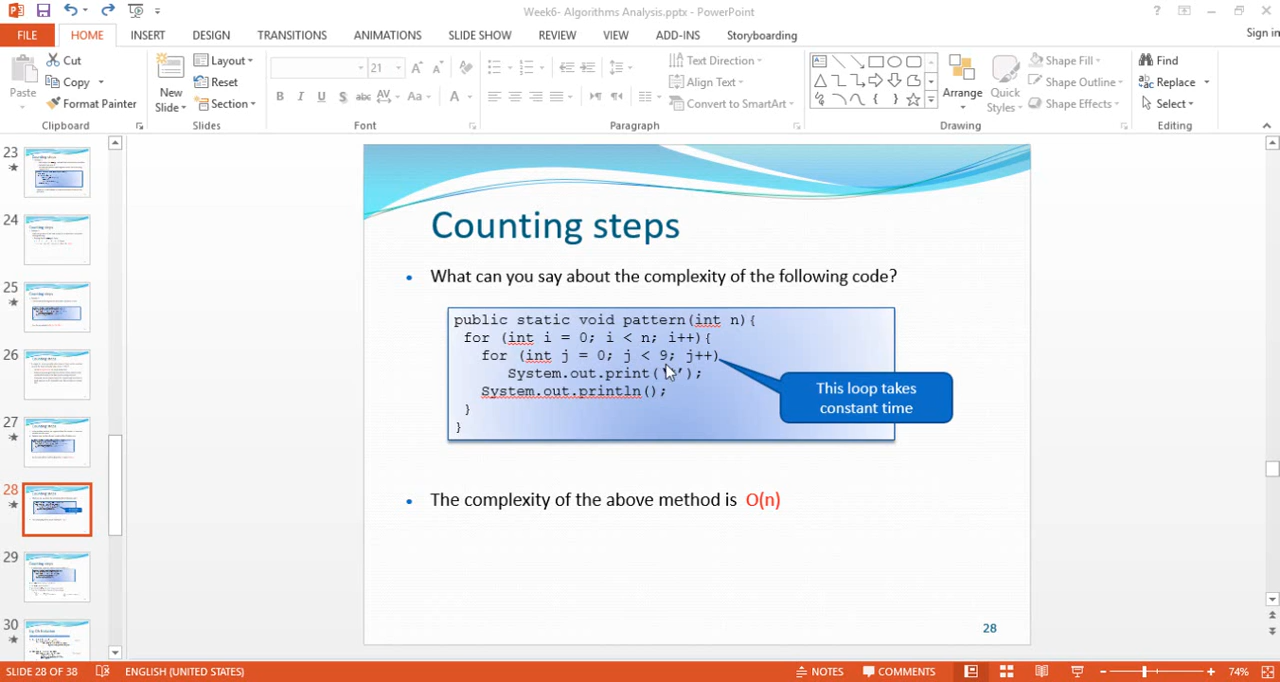 Week6- Algorithms Analysis.pptx - PowerPoint
FILE HOME INSERT DESIGN TRANSITIONS ANIMATIONS SLIDE SHOW REVIEW VIEW ADD-INS Storyboarding Sign in
Paste
Cut
Copy
Format Painter
Clipboard
New Slide
Layout
Reset
Section
Slides
21
Font
Text Direction
Align Text
Convert to SmartArt
Paragraph
Arrange
Quick Styles
Shape Fill
Shape Outline
Shape Effects
Drawing
Find
Replace
Select
Editing
23
24
25
26
27
28
29
30
Counting steps
• What can you say about the complexity of the following code?
public static void pattern(int n){
for (int i = 0; i < n; i++){
for (int j = 0; j < 9; j++)
System.out.print(‘ ’);
System.out.println();
}
}
This loop takes
constant time
• The complexity of the above method is O(n)
28
SLIDE 28 OF 38 ENGLISH (UNITED STATES) NOTES COMMENTS 74%